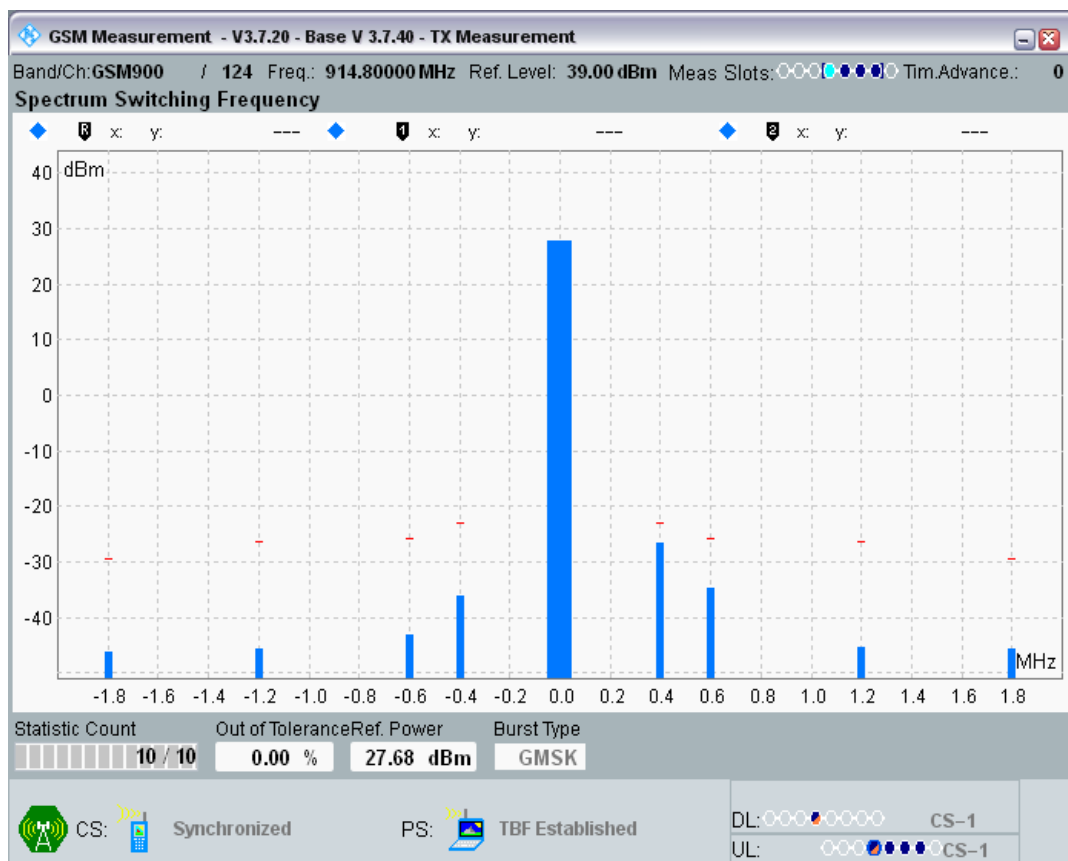 GSM Measurement - V3.7.20 - Base V 3.7.40 - TX Measurement
Band/Ch:GSM900 / 124 Freq.: 914.80000 MHz Ref. Level: 39.00 dBm Meas Slots: Tim.Advance.: 0
Spectrum Switching Frequency
R x: y: --- 1 x: y: --- 2 x: y: ---
dBm
40
30
20
10
0
-10
-20
-30
-40
MHz
-1.8 -1.6 -1.4 -1.2 -1.0 -0.8 -0.6 -0.4 -0.2 0.0 0.2 0.4 0.6 0.8 1.0 1.2 1.4 1.6 1.8
Statistic Count Out of Tolerance Ref. Power Burst Type
10 / 10 0.00 % 27.68 dBm GMSK
CS: Synchronized PS: TBF Established
DL: CS-1
UL: CS-1